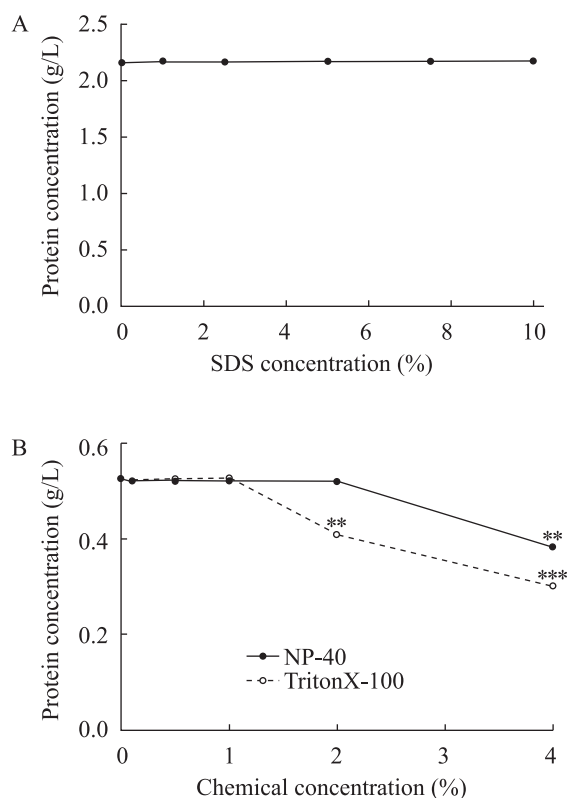 A
Protein concentration (g/L)
2.5
2.0
1.5
1.0
0.5
0.0
0 2 4 6 8 10
SDS concentration (%)
B
Protein concentration (g/L)
0.6
0.4
0.2
0.0
**
**
***
NP-40
TritonX-100
0 1 2 3 4
Chemical concentration (%)